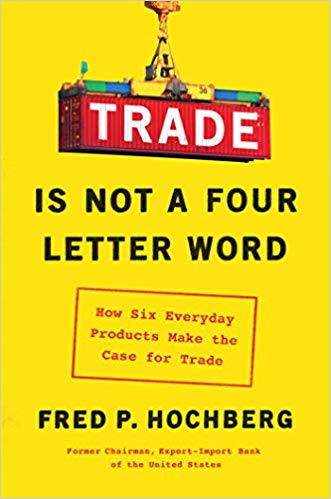 56
TRADE
IS NOT A FOUR
LETTER WORD
How Six Everyday
Products Make the
Case for Trade
FRED P. HOCHBERG
Former Chairman, Export-Import Bank
of the United States